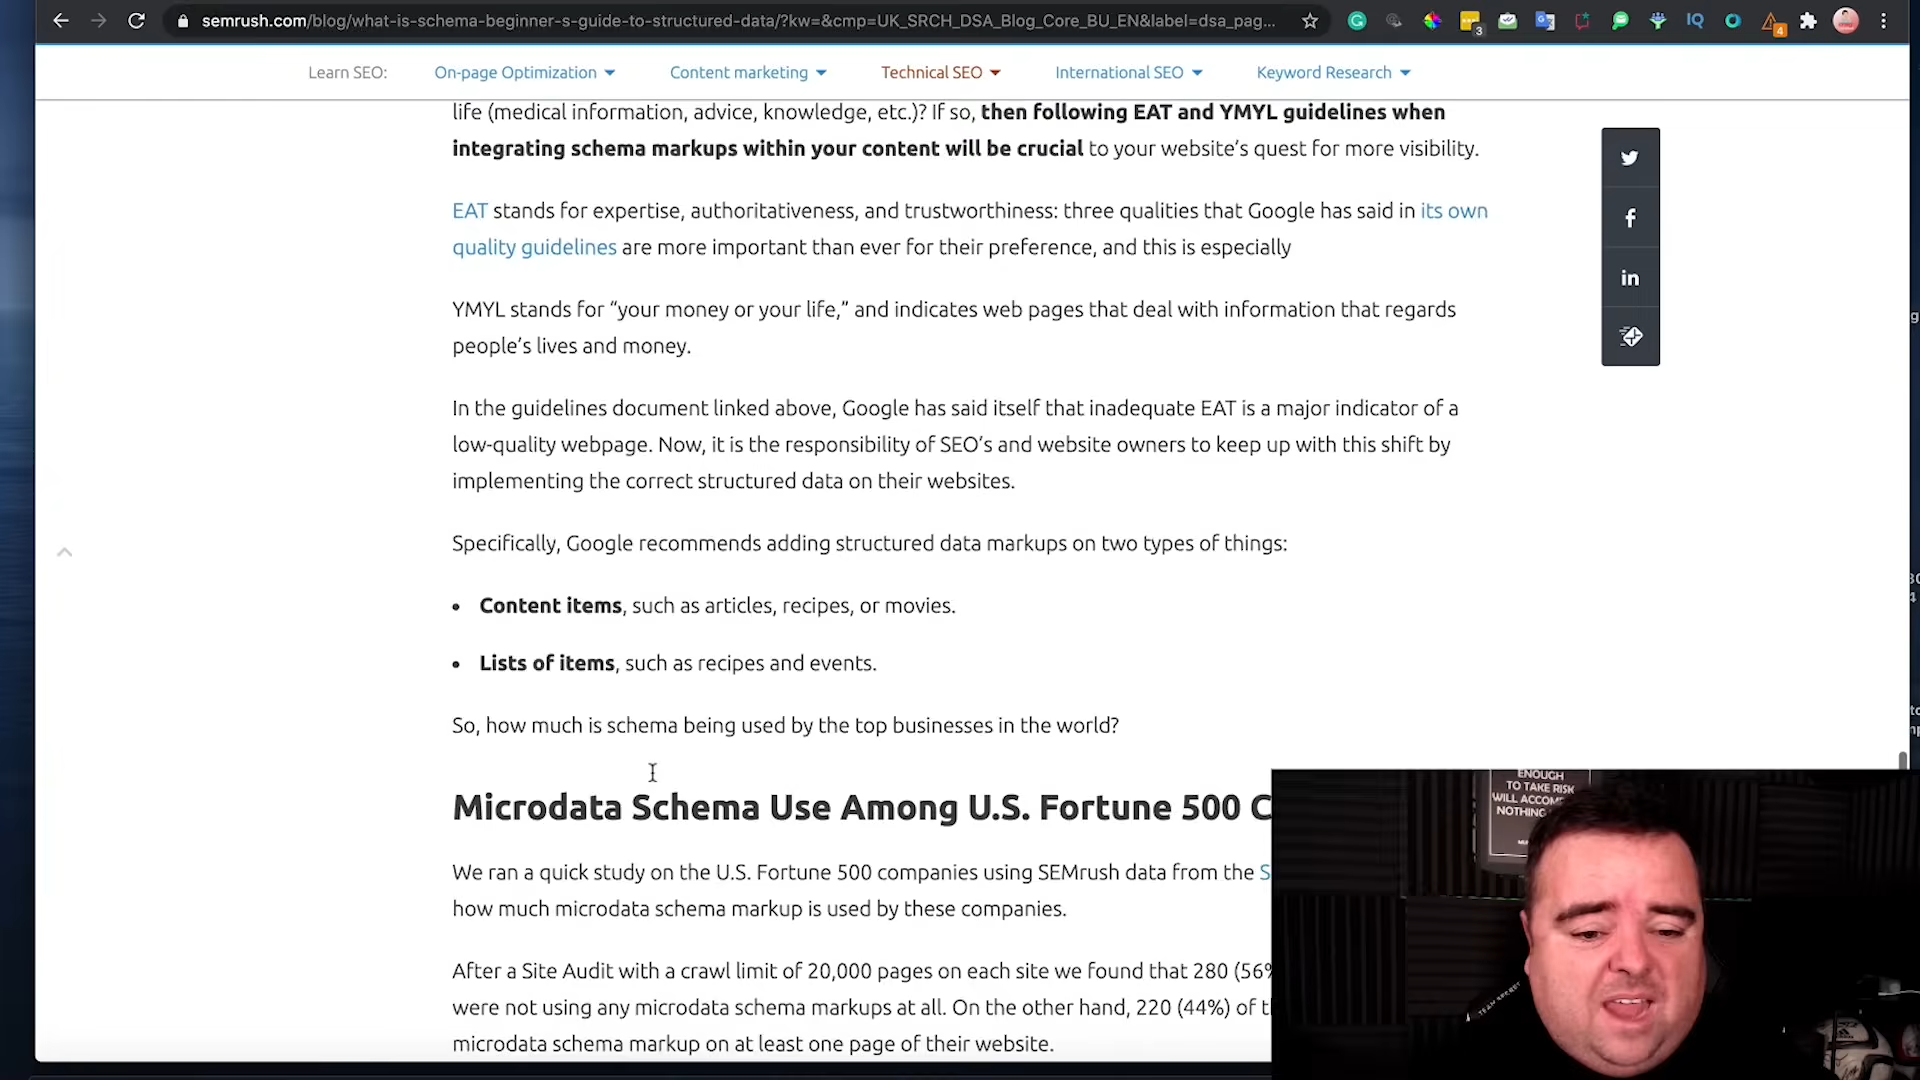 semrush.com/blog/what-is-schema-beginner-s-guide-to-structured-data/?kw=&cmp=UK_SRCH_DSA_Blog_Core_BU_EN&label=dsa_pag...
3
IQ
4
Learn SEO: On-page Optimization Content marketing Technical SEO International SEO Keyword Research
life (medical information, advice, knowledge, etc.)? If so, then following EAT and YMYL guidelines when
integrating schema markups within your content will be crucial to your website’s quest for more visibility.
EAT stands for expertise, authoritativeness, and trustworthiness: three qualities that Google has said in its own
quality guidelines are more important than ever for their preference, and this is especially
YMYL stands for “your money or your life,” and indicates web pages that deal with information that regards
people’s lives and money.
In the guidelines document linked above, Google has said itself that inadequate EAT is a major indicator of a
low-quality webpage. Now, it is the responsibility of SEO’s and website owners to keep up with this shift by
implementing the correct structured data on their websites.
Specifically, Google recommends adding structured data markups on two types of things:
• Content items, such as articles, recipes, or movies.
• Lists of items, such as recipes and events.
So, how much is schema being used by the top businesses in the world?
Microdata Schema Use Among U.S. Fortune 500 C
We ran a quick study on the U.S. Fortune 500 companies using SEMrush data from the S
how much microdata schema markup is used by these companies.
After a Site Audit with a crawl limit of 20,000 pages on each site we found that 280 (56%
were not using any microdata schema markups at all. On the other hand, 220 (44%) of t
microdata schema markup on at least one page of their website.
ENOUGH
TO TAKE RISK
WILL ACCOM
NOTHING